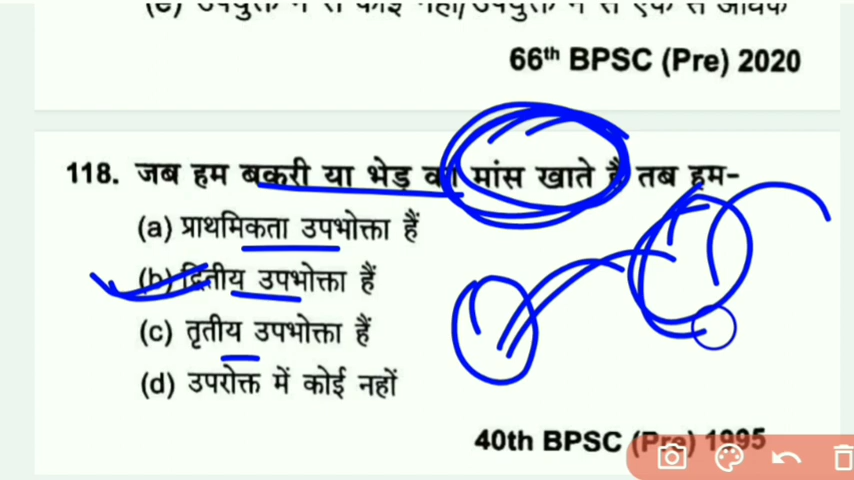 66th BPSC (Pre) 2020
118. जब हम बकरी या भेड़ का मांस खाते हैं तब हम-
(a) प्राथमिकता उपभोक्ता हैं
(b) द्वितीय उपभोक्ता हैं
(c) तृतीय उपभोक्ता हैं
(d) उपरोक्त में कोई नहीं
40th BPSC (Pre) 1995